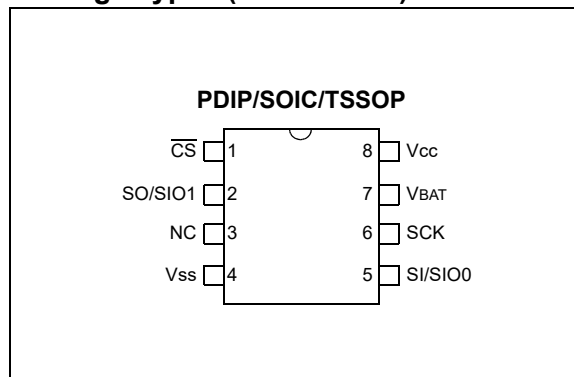 PDIP/SOIC/TSSOP
CS 1 8 Vcc
SO/SIO1 2 7 VBAT
NC 3 6 SCK
Vss 4 5 SI/SIO0